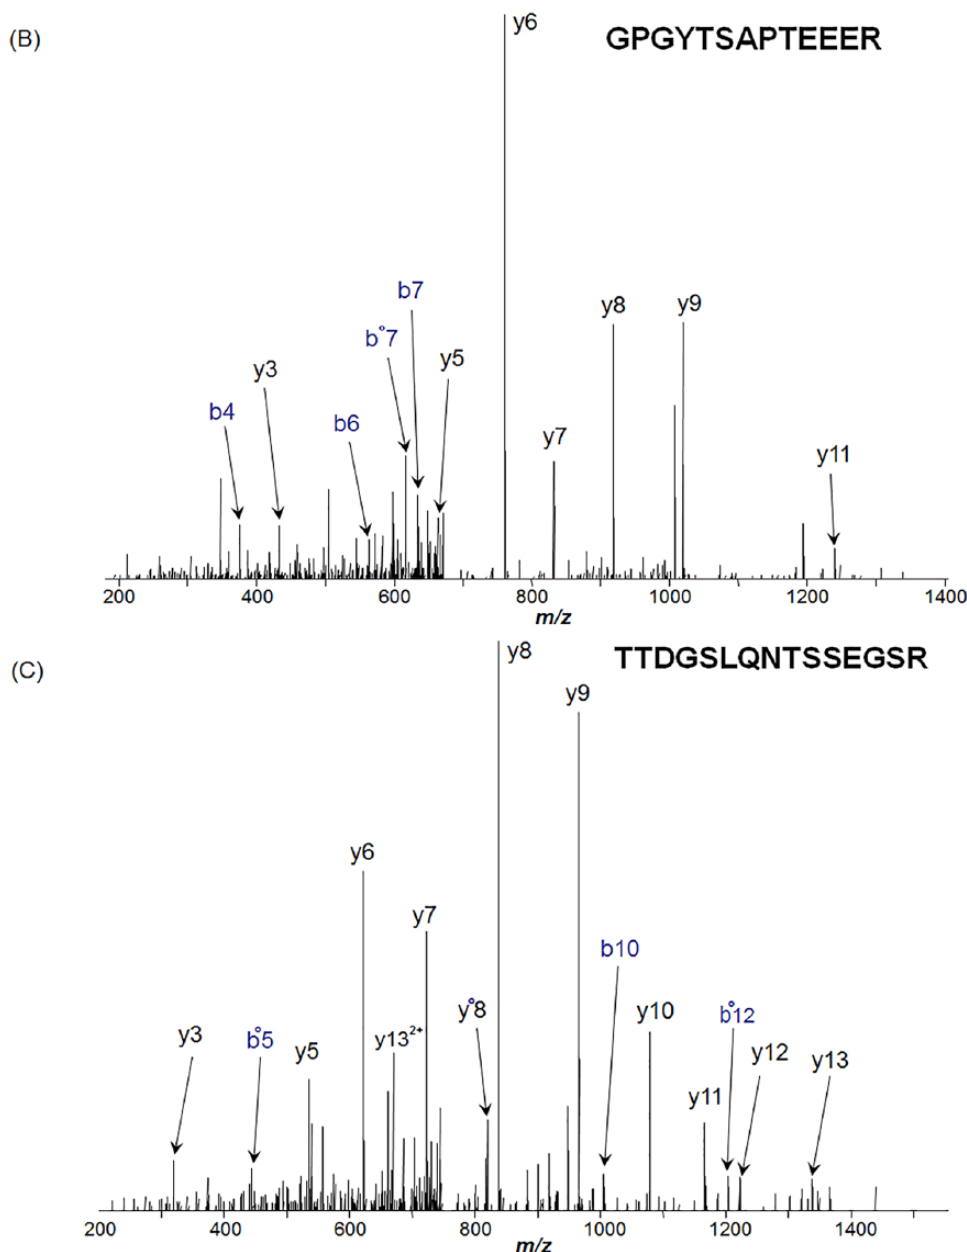 (B)
GPGYTSAPTEEER
y6
b7
b°7
y8
y9
y3
y5
b4
b6
y7
y11
200 400 600 800 1000 1200 1400
m/z
(C)
TTDGSLQNTSSEGSR
y8
y9
y6
y7
b10
y3
b°5
y5
y13²⁺
y°8
y10
b°12
y12
y13
y11
200 400 600 800 1000 1200 1400
m/z